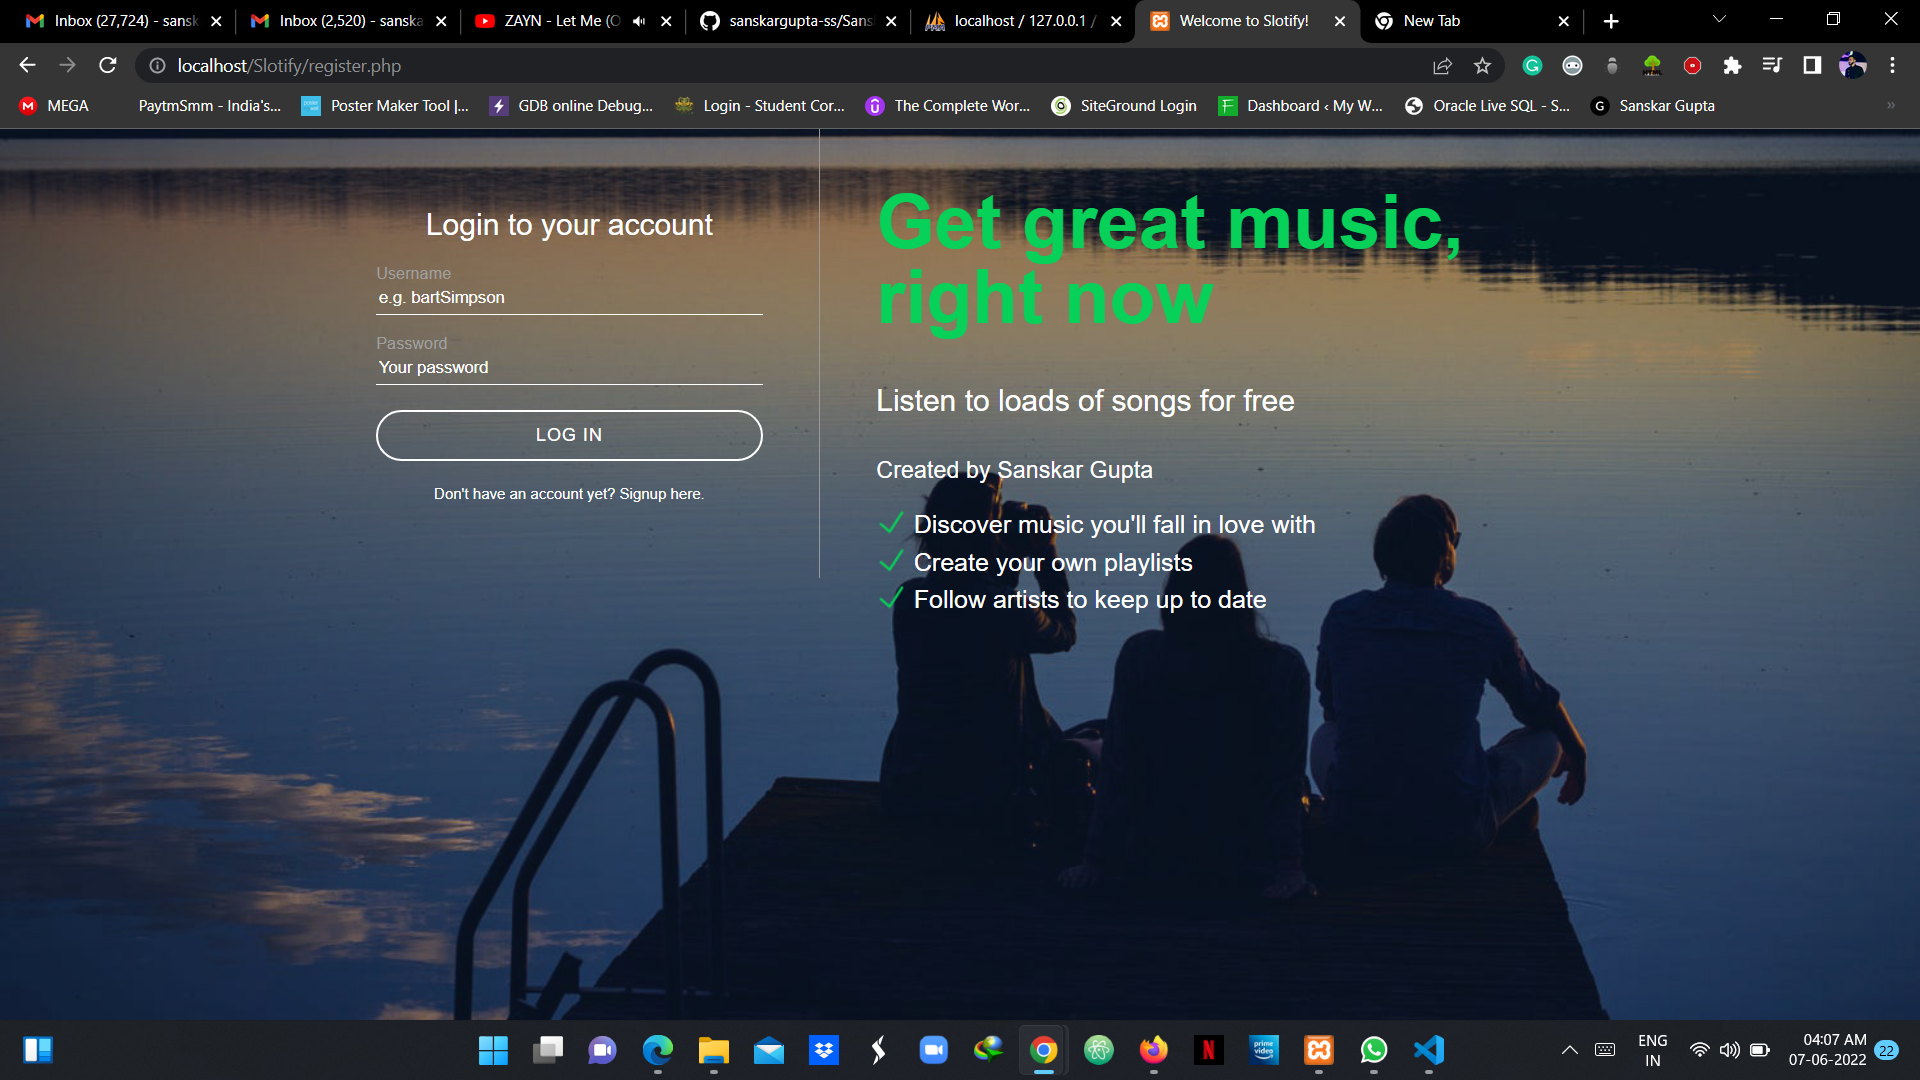 Inbox (27,724) - sansk
Inbox (2,520) - sanska
ZAYN - Let Me (O
sanskargupta-ss/Sans
localhost / 127.0.0.1 /
Welcome to Slotify!
New Tab
localhost/Slotify/register.php
MEGA
PaytmSmm - India's...
Poster Maker Tool |...
GDB online Debug...
Login - Student Cor...
The Complete Wor...
SiteGround Login
Dashboard ‹ My W...
Oracle Live SQL - S...
Sanskar Gupta
Login to your account
Username
e.g. bartSimpson
Password
Your password
LOG IN
Don't have an account yet? Signup here.
Get great music,
right now
Listen to loads of songs for free
Created by Sanskar Gupta
Discover music you'll fall in love with
Create your own playlists
Follow artists to keep up to date
prime
video
ENG
IN
04:07 AM
07-06-2022
22